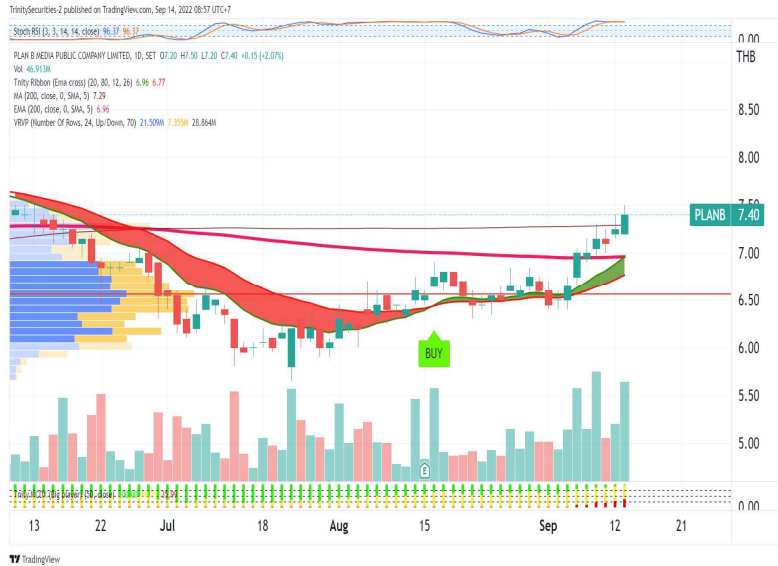 TrinitySecurities-2 published on TradingView.com, Sep 14, 2022 08:57 UTC+7
Stoch RSI (3, 3, 14, 14, close) 96.37 96.37
0.00
PLAN B MEDIA PUBLIC COMPANY LIMITED, 1D, SET O7.20 H7.50 L7.20 C7.40 +0.15 (+2.07%)
THB
Vol 46.913M
Tnity Ribbon (Ema cross) (20, 80, 12, 26) 6.96 6.77
MA (200, close, 0, SMA, 5) 7.29
EMA (200, close, 0, SMA, 5) 6.96
VRVP (Number Of Rows, 24, Up/Down, 70) 21.509M 7.355M 28.864M
8.50
8.00
7.50
PLANB 7.40
7.00
6.50
6.00
BUY
5.50
5.00
E
(50, close)
0.00
13 22 Jul 18 Aug 15 Sep 12 21
TradingView